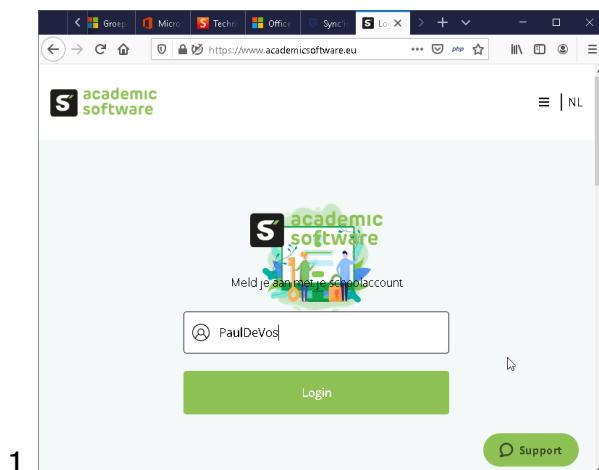 Groep
Micro
Techn
Office
Sync'i
Lo
php
https://www.academicsoftware.eu
academic
software
NL
academic
software
Meld je aan met je schoolaccount
PaulDeVos
Login
Support
1